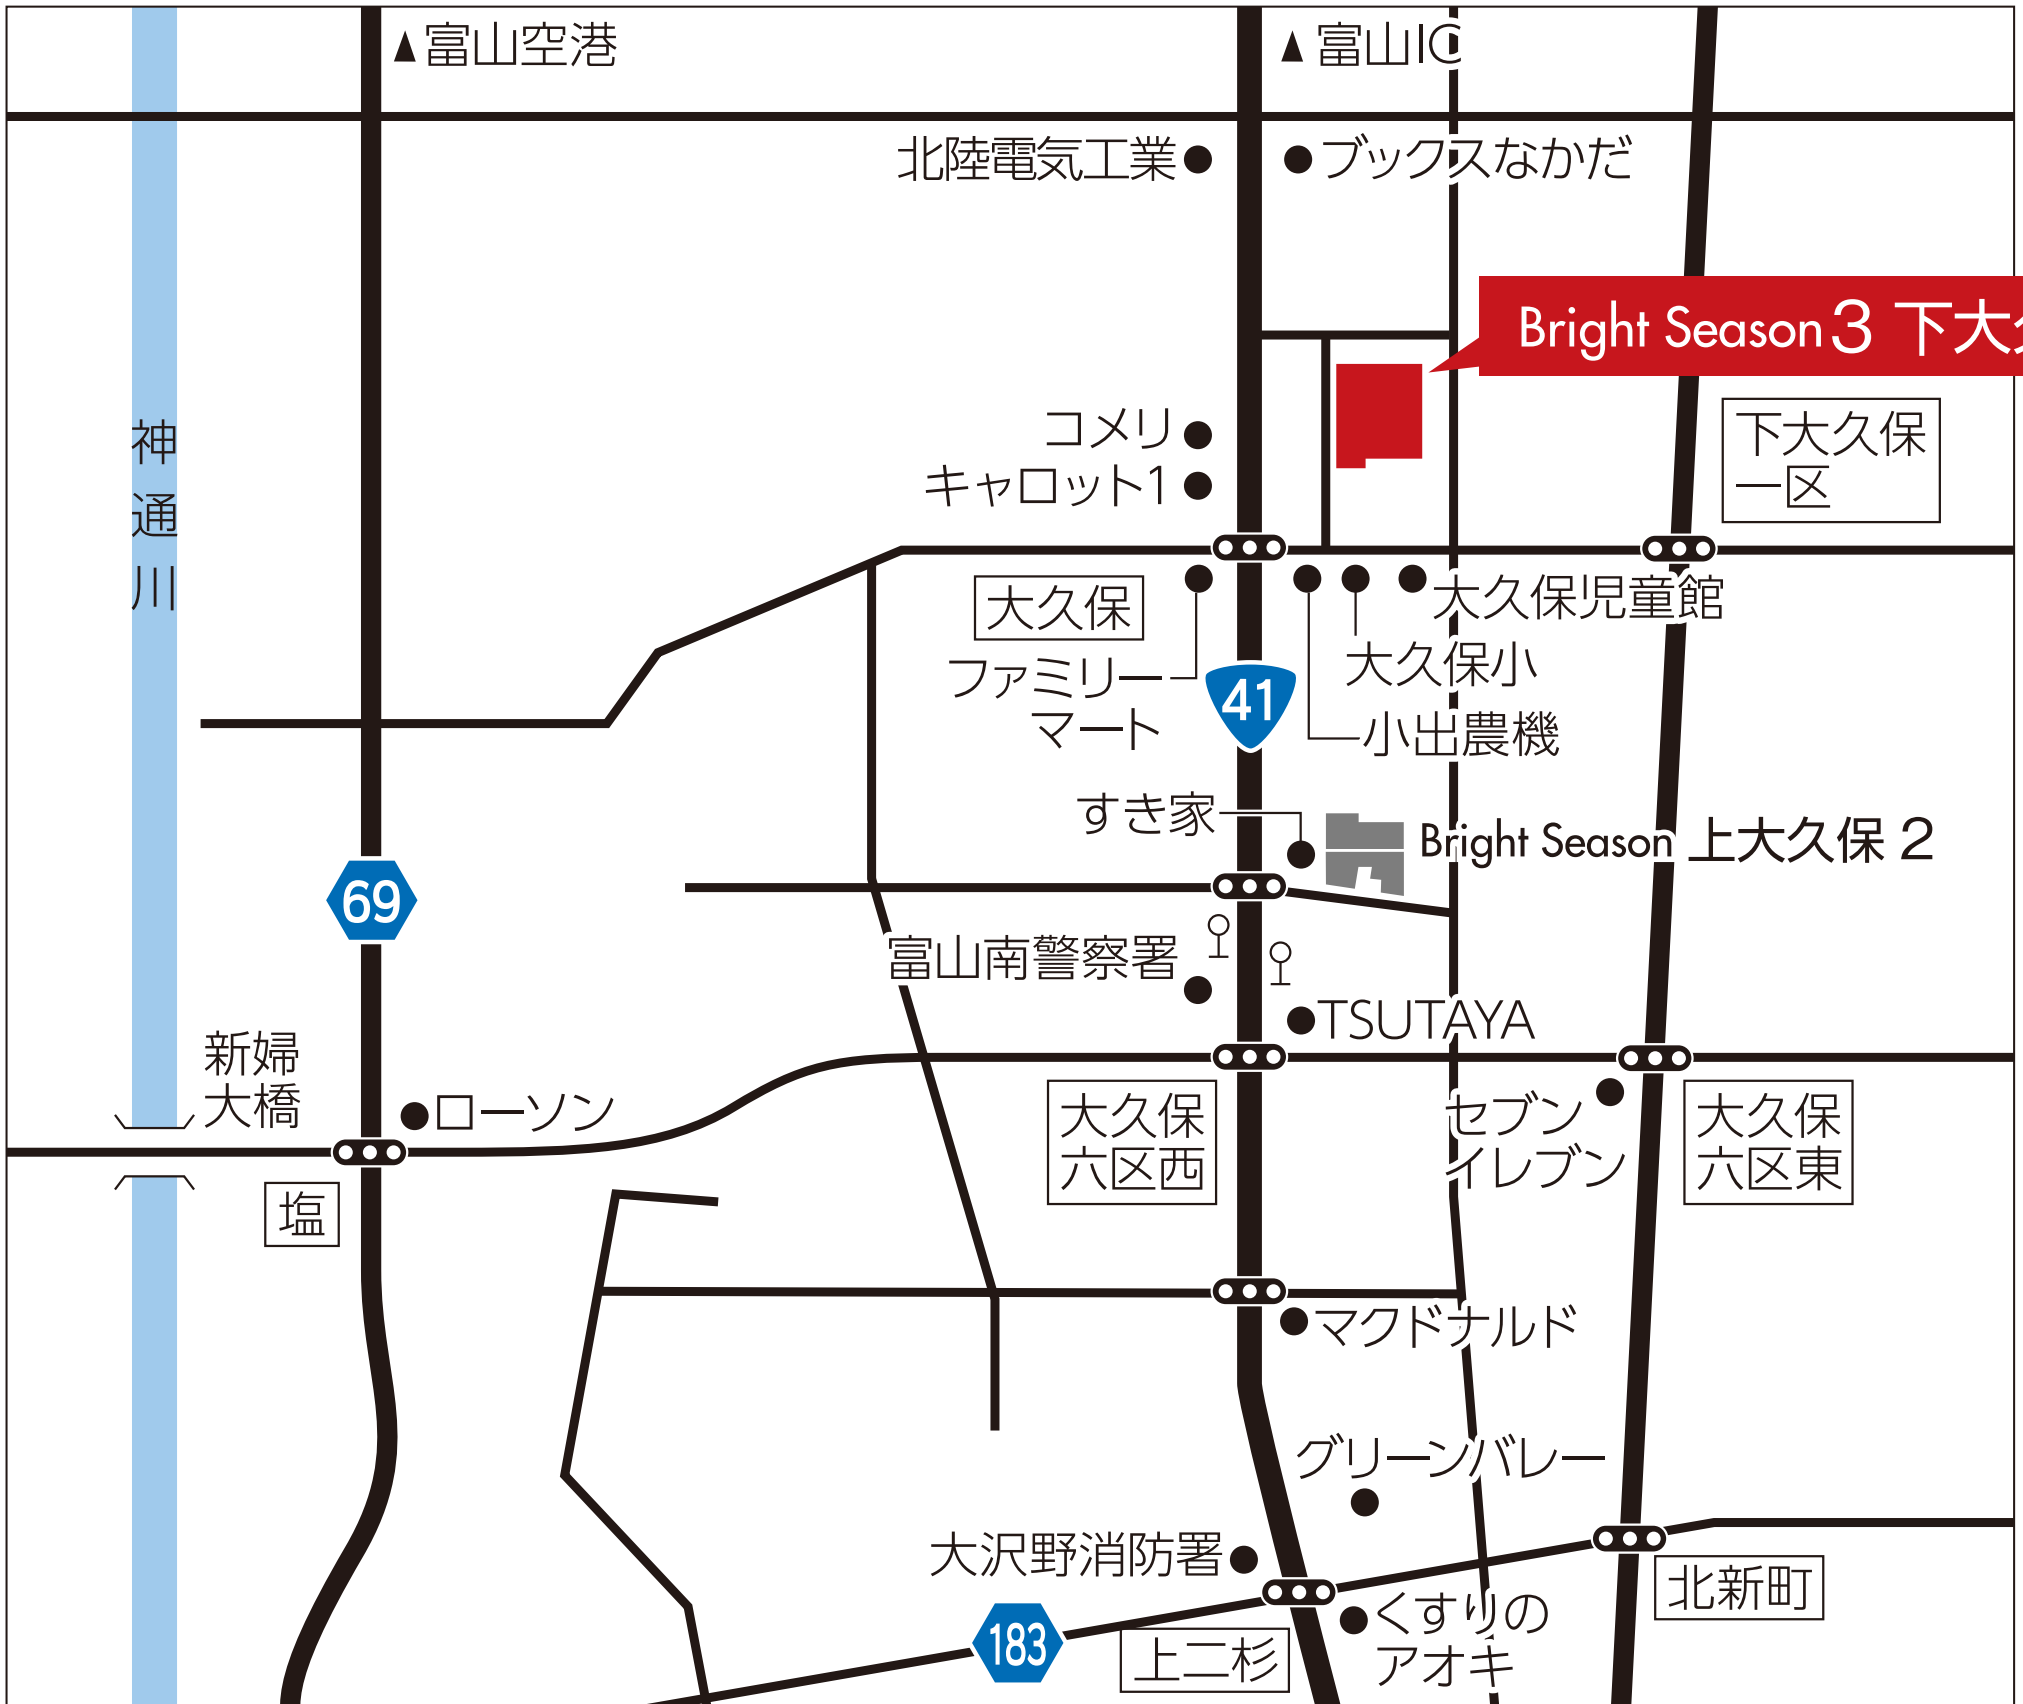 ▲富山空港
▲富山IC
北陸電気工業
ブックスなかだ
Bright Season 3 下大
コメリ
下大久保
一区
キャロット1
神通川
大久保
大久保児童館
ファミリー
マート
大久保小
41
小出農機
すき家
Bright Season 上大久保 2
69
富山南警察署
TSUTAYA
新婦
大橋
ローソン
大久保
六区西
セブン
イレブン
大久保
六区東
塩
マクドナルド
グリーンバレー
大沢野消防署
北新町
くすりの
アオキ
183
上二杉